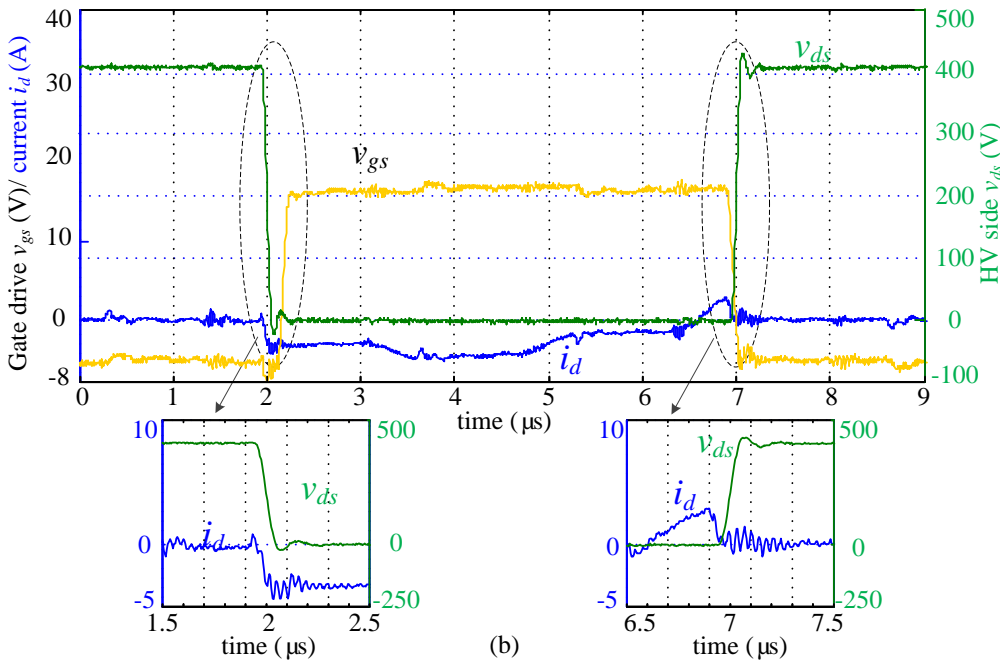 40
30
20
10
0
-8
Gate drive v_gs (V)/ current i_d (A)
500
400
300
200
100
0
-100
HV side v_ds (V)
v_ds
v_gs
i_d
0 1 2 3 4 5 6 7 8 9
time (µs)
10
0
-5
500
0
-250
v_ds
i_d
1.5 2 2.5
time (µs)
(b)
10
0
-5
500
0
-250
v_ds
i_d
6.5 7 7.5
time (µs)